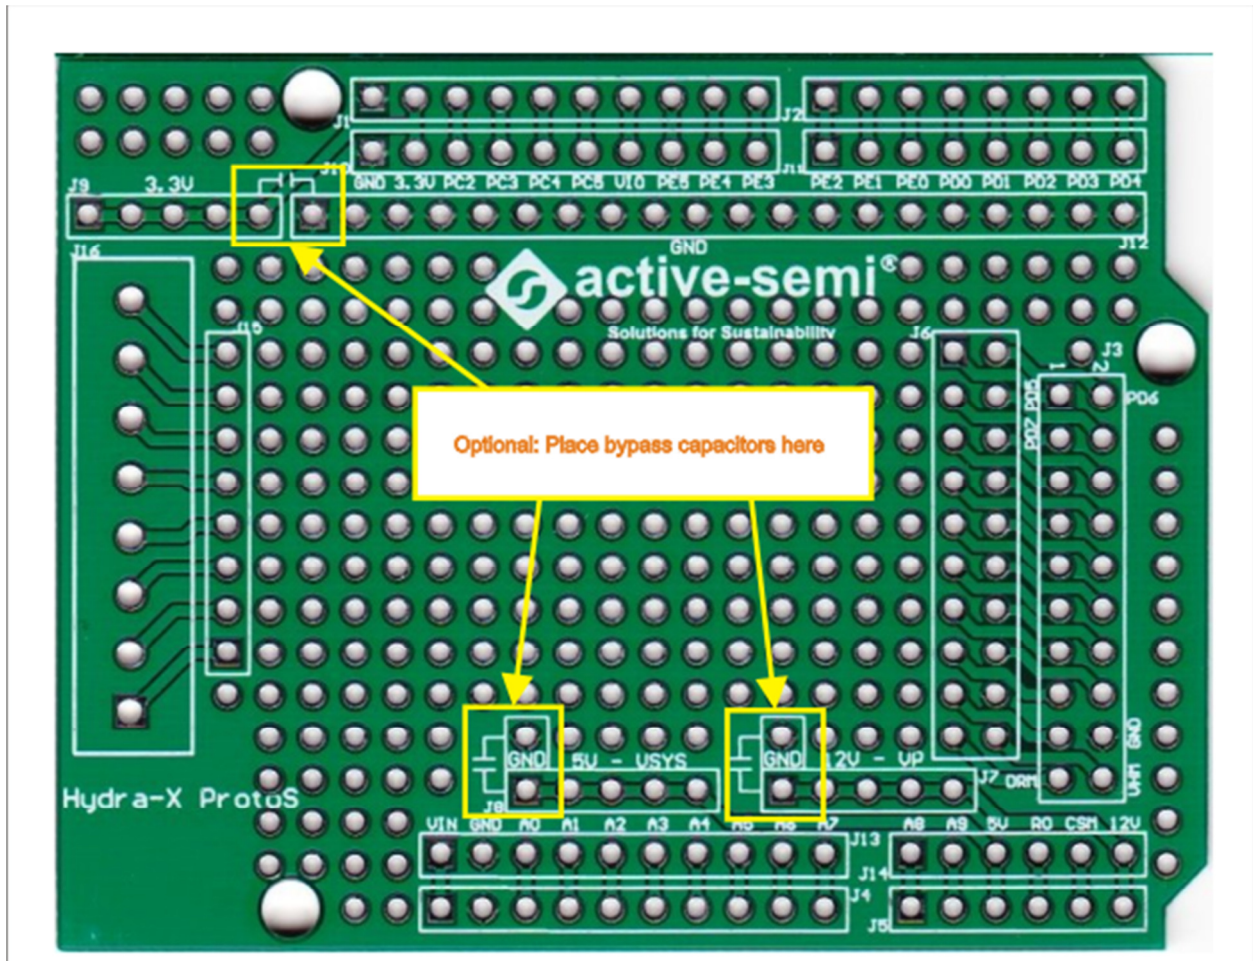 J1
J2
J10
J11
GND 3.3V PC2 PC3 PC4 PC5 VIO PE5 PE4 PE3
PE2 PE1 PE0 PD0 PD1 PD2 PD3 PD4
J9 3.3V
J12
GND
J16
active-semi®
Solutions for Sustainability
J15
J6
J3
1 2
PD5
PD6
PD7
Optional: Place bypass capacitors here
GND 5V - VSYS
GND 12V - VP
GND
J7
DRM
VHM
Hydra-X ProtoS
J8
VIN GND A0 A1 A2 A3 A4 A5 A6 A7
A8 A9 5V RO CSM 12V
J13
J14
J4
J5